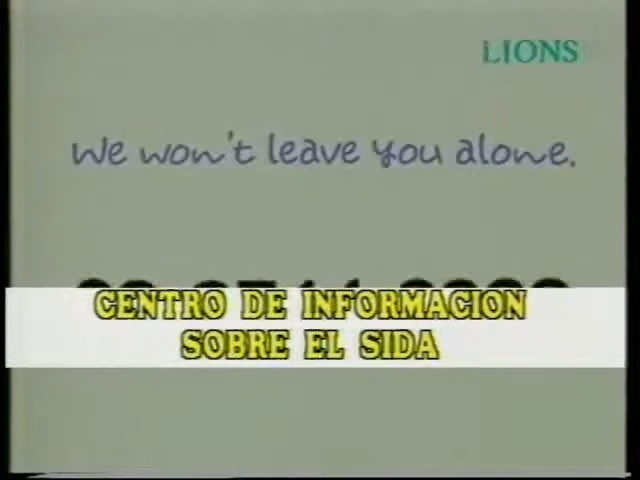 LIONS
We won't leave you alone.
CENTRO DE INFORMACION
SOBRE EL SIDA